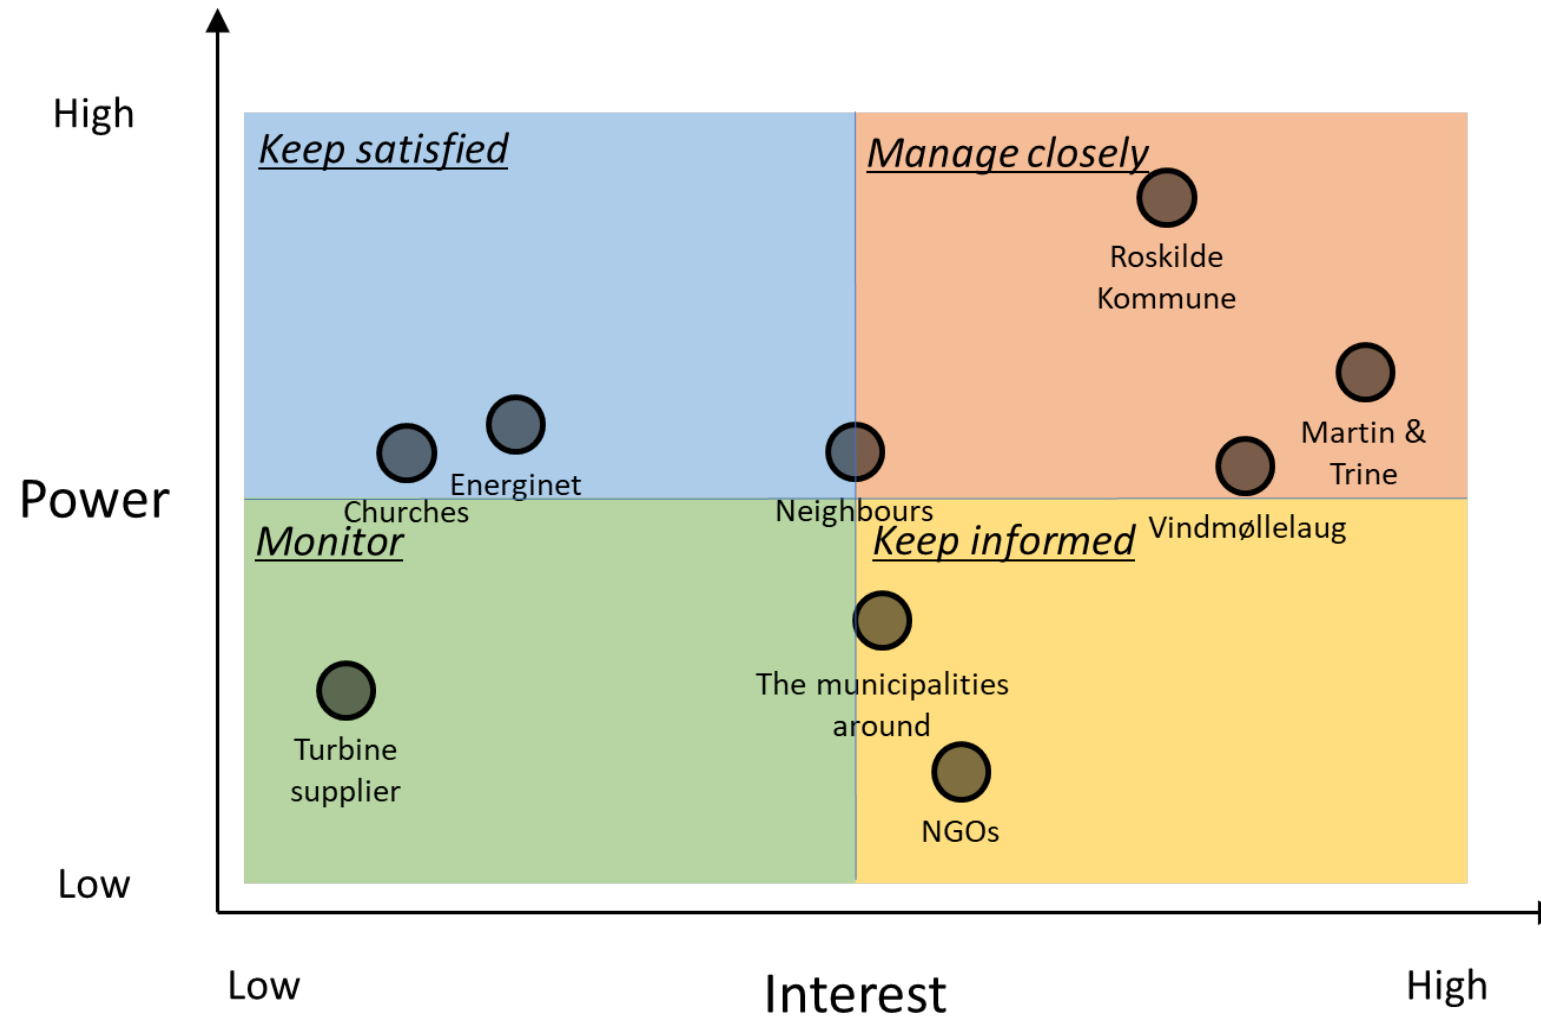 High
Keep satisfied
Manage closely
Roskilde
Kommune
Martin &
Trine
Energinet
Churches
Neighbours
Vindmøllelaug
Power
Monitor
Keep informed
The municipalities
around
Turbine
supplier
NGOs
Low
Low
Interest
High